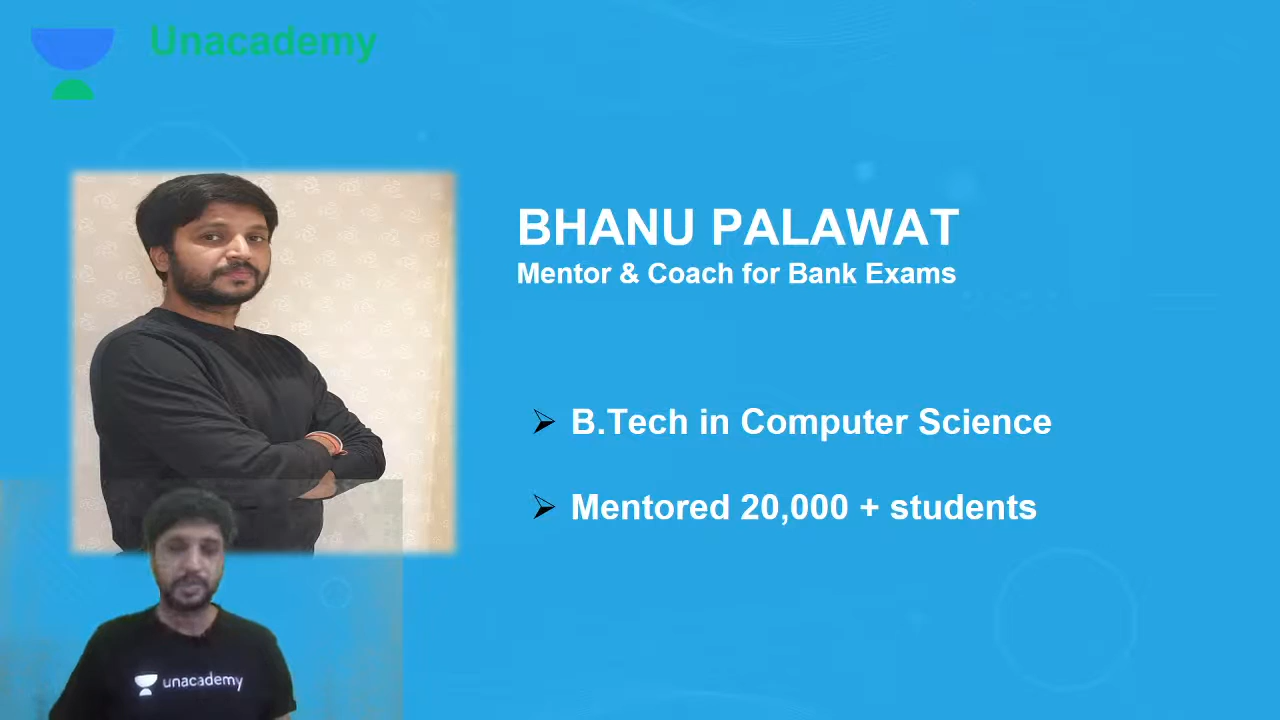 Unacademy
BHANU PALAWAT
Mentor & Coach for Bank Exams
B.Tech in Computer Science
Mentored 20,000 + students
unacademy